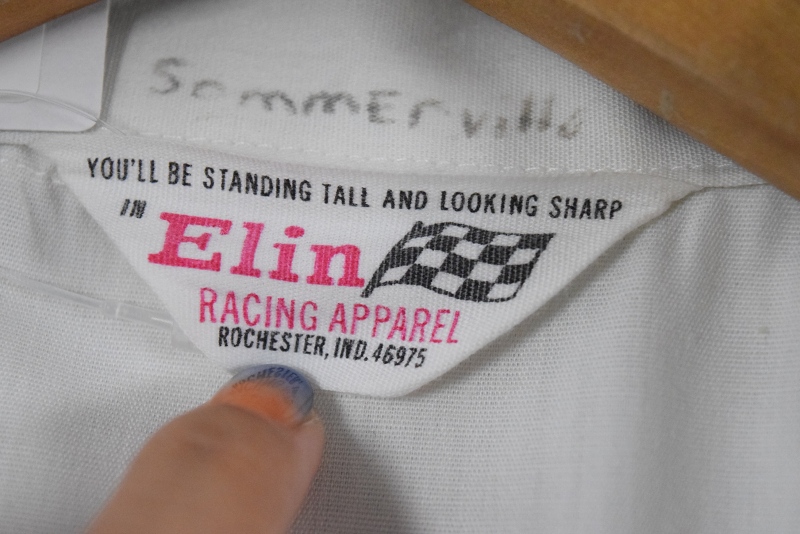 SommErville
YOU'LL BE STANDING TALL AND LOOKING SHARP
IN
Elin
RACING APPAREL
ROCHESTER, IND. 46975